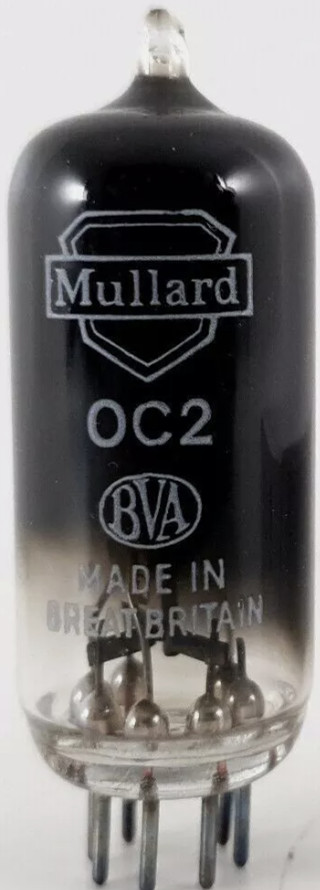 Mullard
OC2
BVA
MADE IN
GREAT BRITAIN